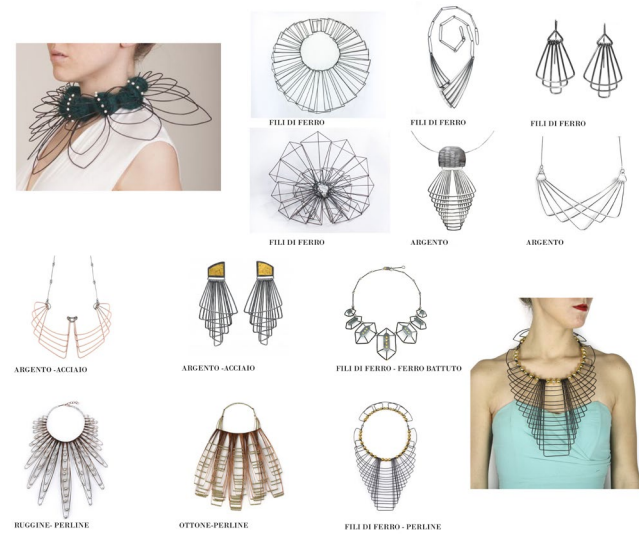 FILI DI FERRO
FILI DI FERRO
FILI DI FERRO
FILI DI FERRO
ARGENTO
ARGENTO
ARGENTO -ACCIAIO
ARGENTO -ACCIAIO
FILI DI FERRO - FERRO BATTUTO
RUGGINE- PERLINE
OTTONE-PERLINE
FILI DI FERRO - PERLINE